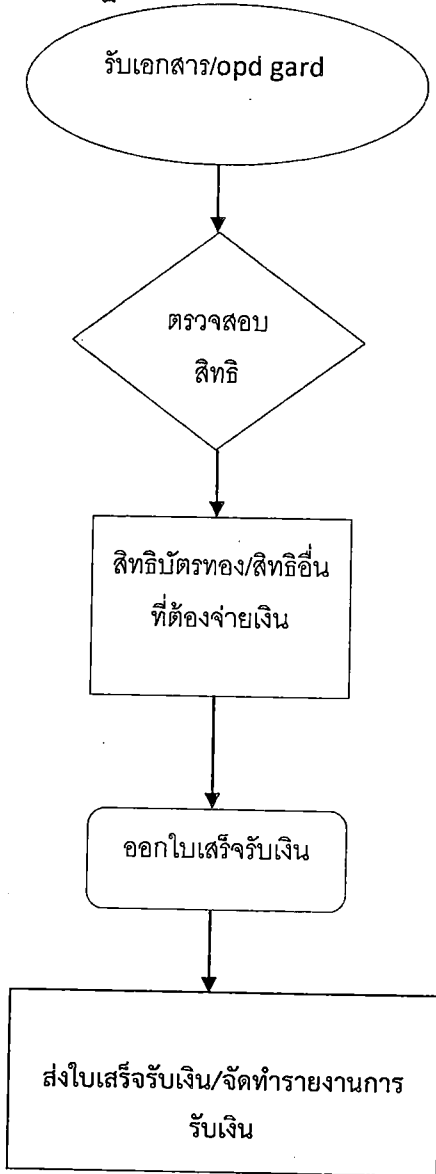 รับเอกสาร/opd gard
ตรวจสอบ
สิทธิ
สิทธิบัตรทอง/สิทธิอื่น
ที่ต้องจ่ายเงิน
ออกใบเสร็จรับเงิน
ส่งใบเสร็จรับเงิน/จัดทำรายงานการ
รับเงิน